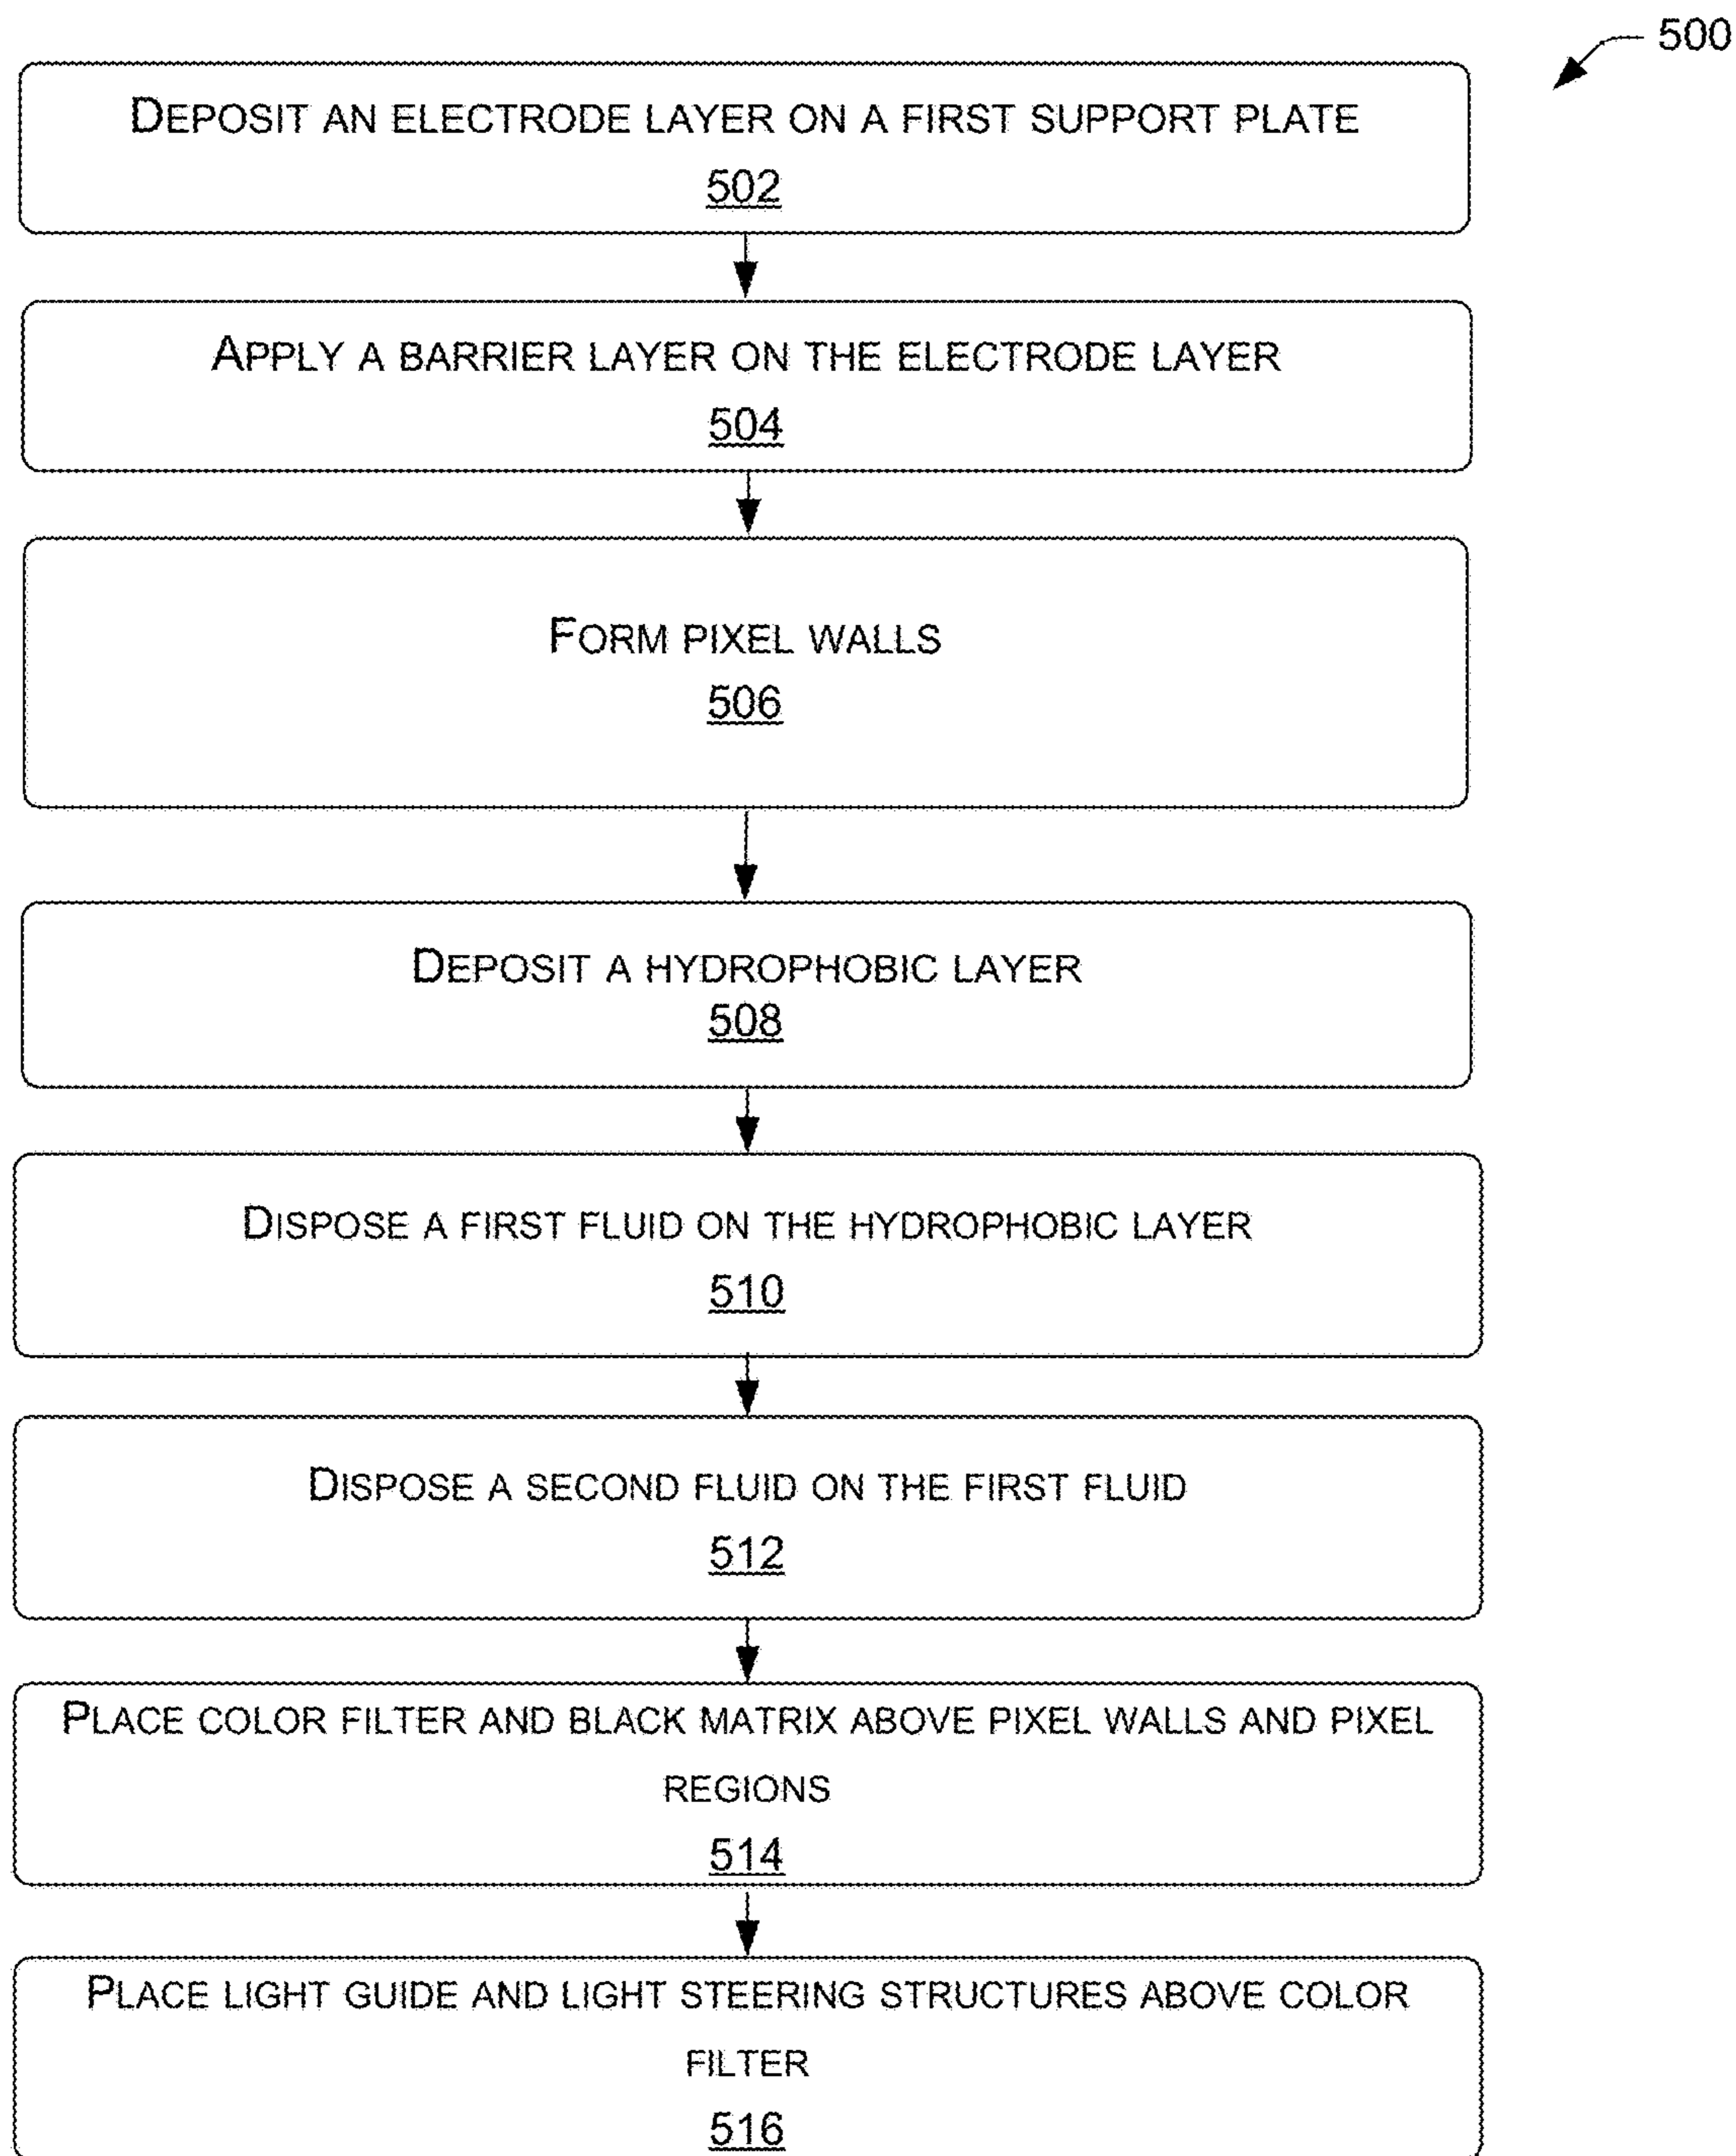 500
DEPOSIT AN ELECTRODE LAYER ON A FIRST SUPPORT PLATE
502
APPLY A BARRIER LAYER ON THE ELECTRODE LAYER
504
FORM PIXEL WALLS
506
DEPOSIT A HYDROPHOBIC LAYER
508
DISPOSE A FIRST FLUID ON THE HYDROPHOBIC LAYER
510
DISPOSE A SECOND FLUID ON THE FIRST FLUID
512
PLACE COLOR FILTER AND BLACK MATRIX ABOVE PIXEL WALLS AND PIXEL
REGIONS
514
PLACE LIGHT GUIDE AND LIGHT STEERING STRUCTURES ABOVE COLOR
FILTER
516